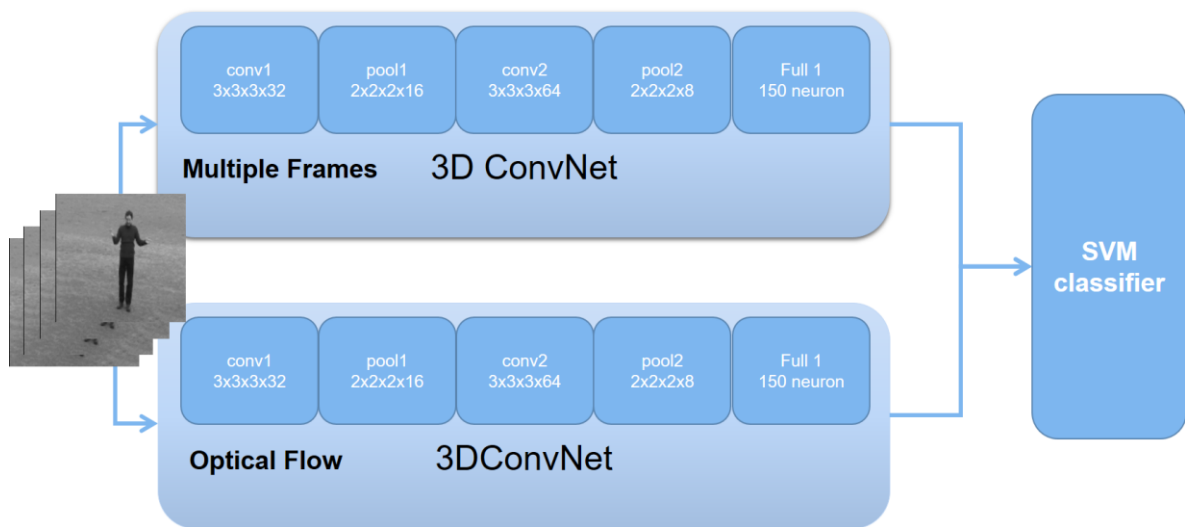 conv1
3x3x3x32
pool1
2x2x2x16
conv2
3x3x3x64
pool2
2x2x2x8
Full 1
150 neuron
Multiple Frames
3D ConvNet
conv1
3x3x3x32
pool1
2x2x2x16
conv2
3x3x3x64
pool2
2x2x2x8
Full 1
150 neuron
Optical Flow
3DConvNet
SVM
classifier